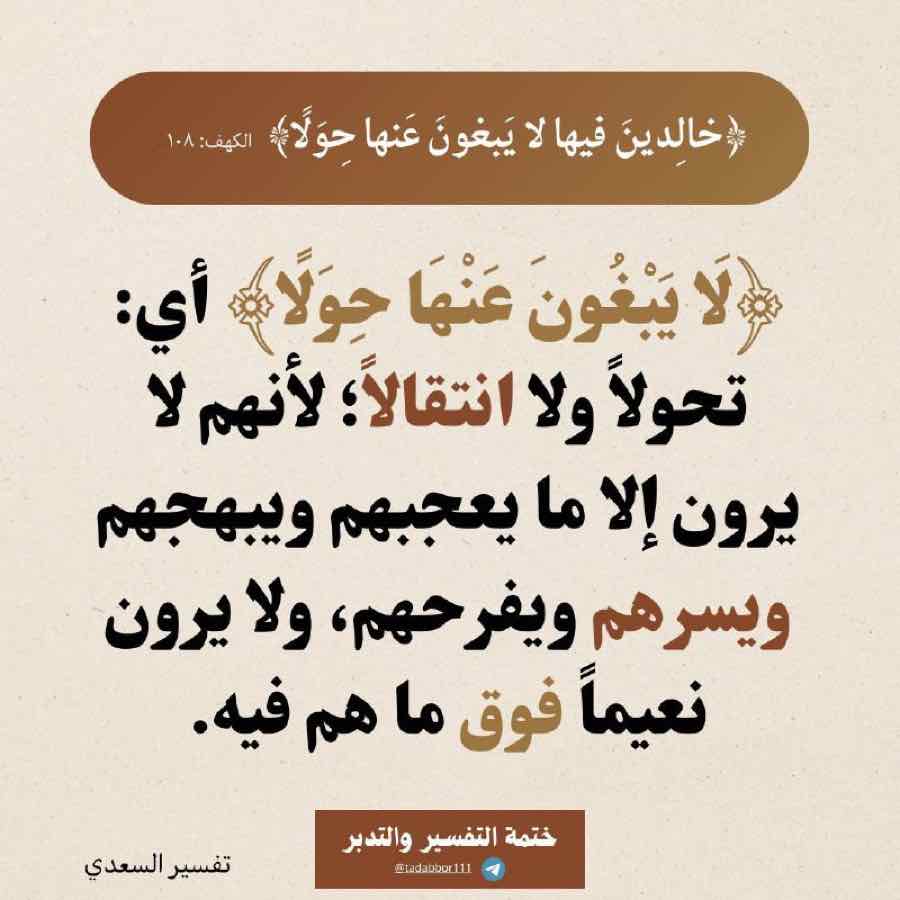 ﴿خالِدينَ فيها لا يَبغونَ عَنها حِوَلًا﴾ الكهف: ١٠٨
﴿لَا يَبْغُونَ عَنْهَا حِوَلًا﴾ أي:
تحولاً ولا انتقالاً؛ لأنهم لا
يرون إلا ما يعجبهم ويبهجهم
ويسرهم ويفرحهم، ولا يرون
نعيماً فوق ما هم فيه.
ختمة التفسير والتدبر
@tadabbor111
تفسير السعدي